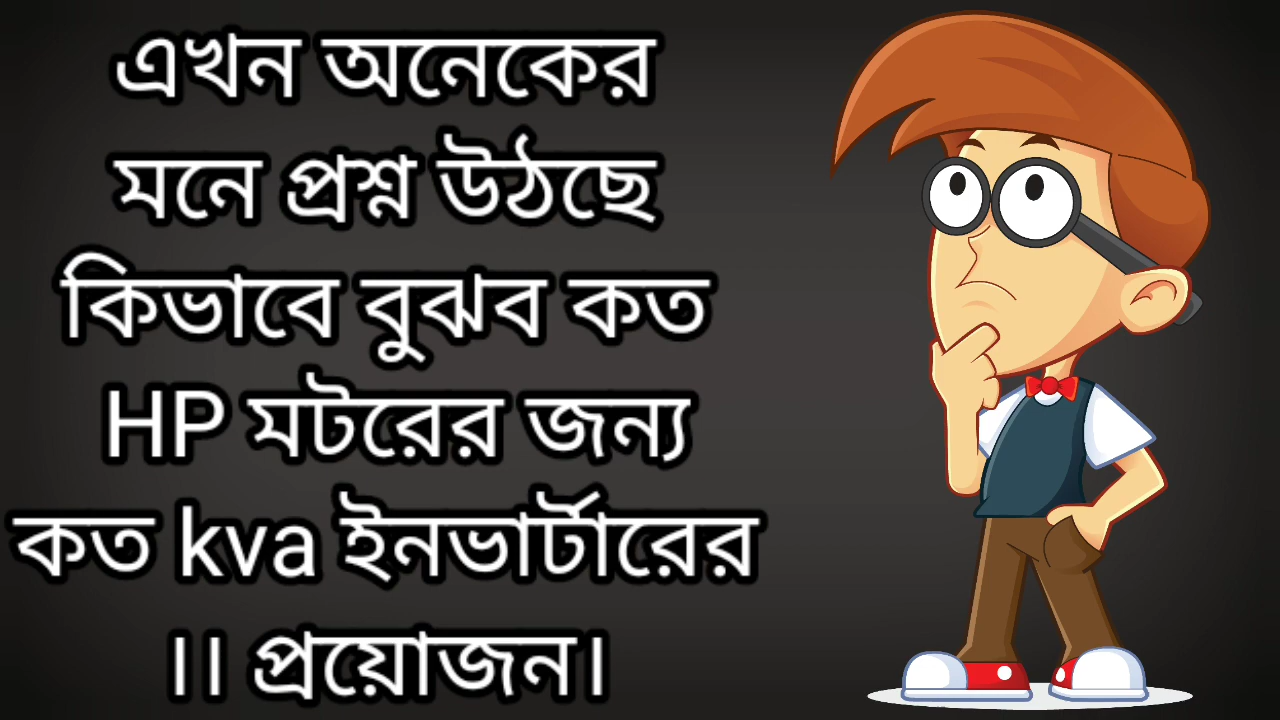 এখন অনেকের
মনে প্রশ্ন উঠছে
কিভাবে বুঝব কত
HP মটরের জন্য
কত kva ইনভার্টারের
।। প্রয়োজন।